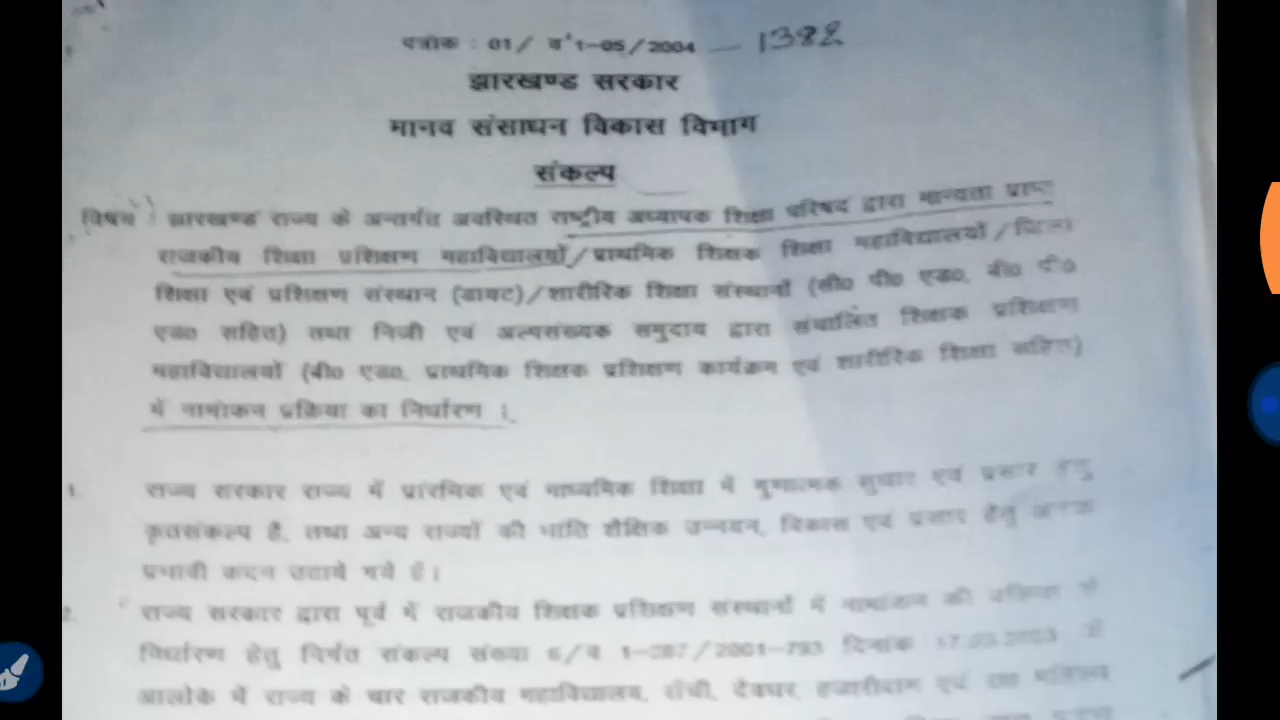 पत्रांक : 01/ व 1-05/2004 — 1382
झारखण्ड सरकार
मानव संसाधन विकास विभाग
संकल्प
विषय : झारखण्ड राज्य के अन्तर्गत अवस्थित राष्ट्रीय अध्यापक शिक्षा परिषद द्वारा मान्यता प्राप्त
राजकीय शिक्षा प्रशिक्षण महाविद्यालयों/प्राथमिक शिक्षक शिक्षा महाविद्यालयों/जिला
शिक्षा एवं प्रशिक्षण संस्थान (डायट)/शारीरिक शिक्षा संस्थानों (सी० पी० एड०, बी० पी०
एड० सहित) तथा निजी एवं अल्पसंख्यक समुदाय द्वारा संचालित शिक्षक प्रशिक्षण
महाविद्यालयों (बी० एड०, प्राथमिक शिक्षक प्रशिक्षण कार्यक्रम एवं शारीरिक शिक्षा सहित)
में नामांकन प्रक्रिया का निर्धारण ।
1. राज्य सरकार राज्य में प्रारंभिक एवं माध्यमिक शिक्षा में गुणात्मक सुधार एवं प्रसार हेतु
कृतसंकल्प है, तथा अन्य राज्यों की भांति शैक्षिक उन्नयन, विकास एवं प्रसार हेतु अनेक
प्रभावी कदम उठाये गये है।
2. राज्य सरकार द्वारा पूर्व में राजकीय शिक्षक प्रशिक्षण संस्थानों में नामांकन की प्रक्रिया के
निर्धारण हेतु निर्गत संकल्प संख्या 6/व 1-287/2001-793 दिनांक
आलोक में राज्य के चार राजकीय महाविद्यालय, राँची, देवघर, हजारीबाग एवं